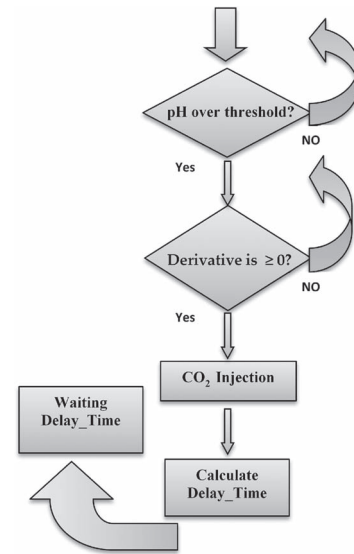 pH over threshold?
NO
Yes
Derivative is ≥ 0?
NO
Yes
CO₂ Injection
Waiting
Delay_Time
Calculate
Delay_Time